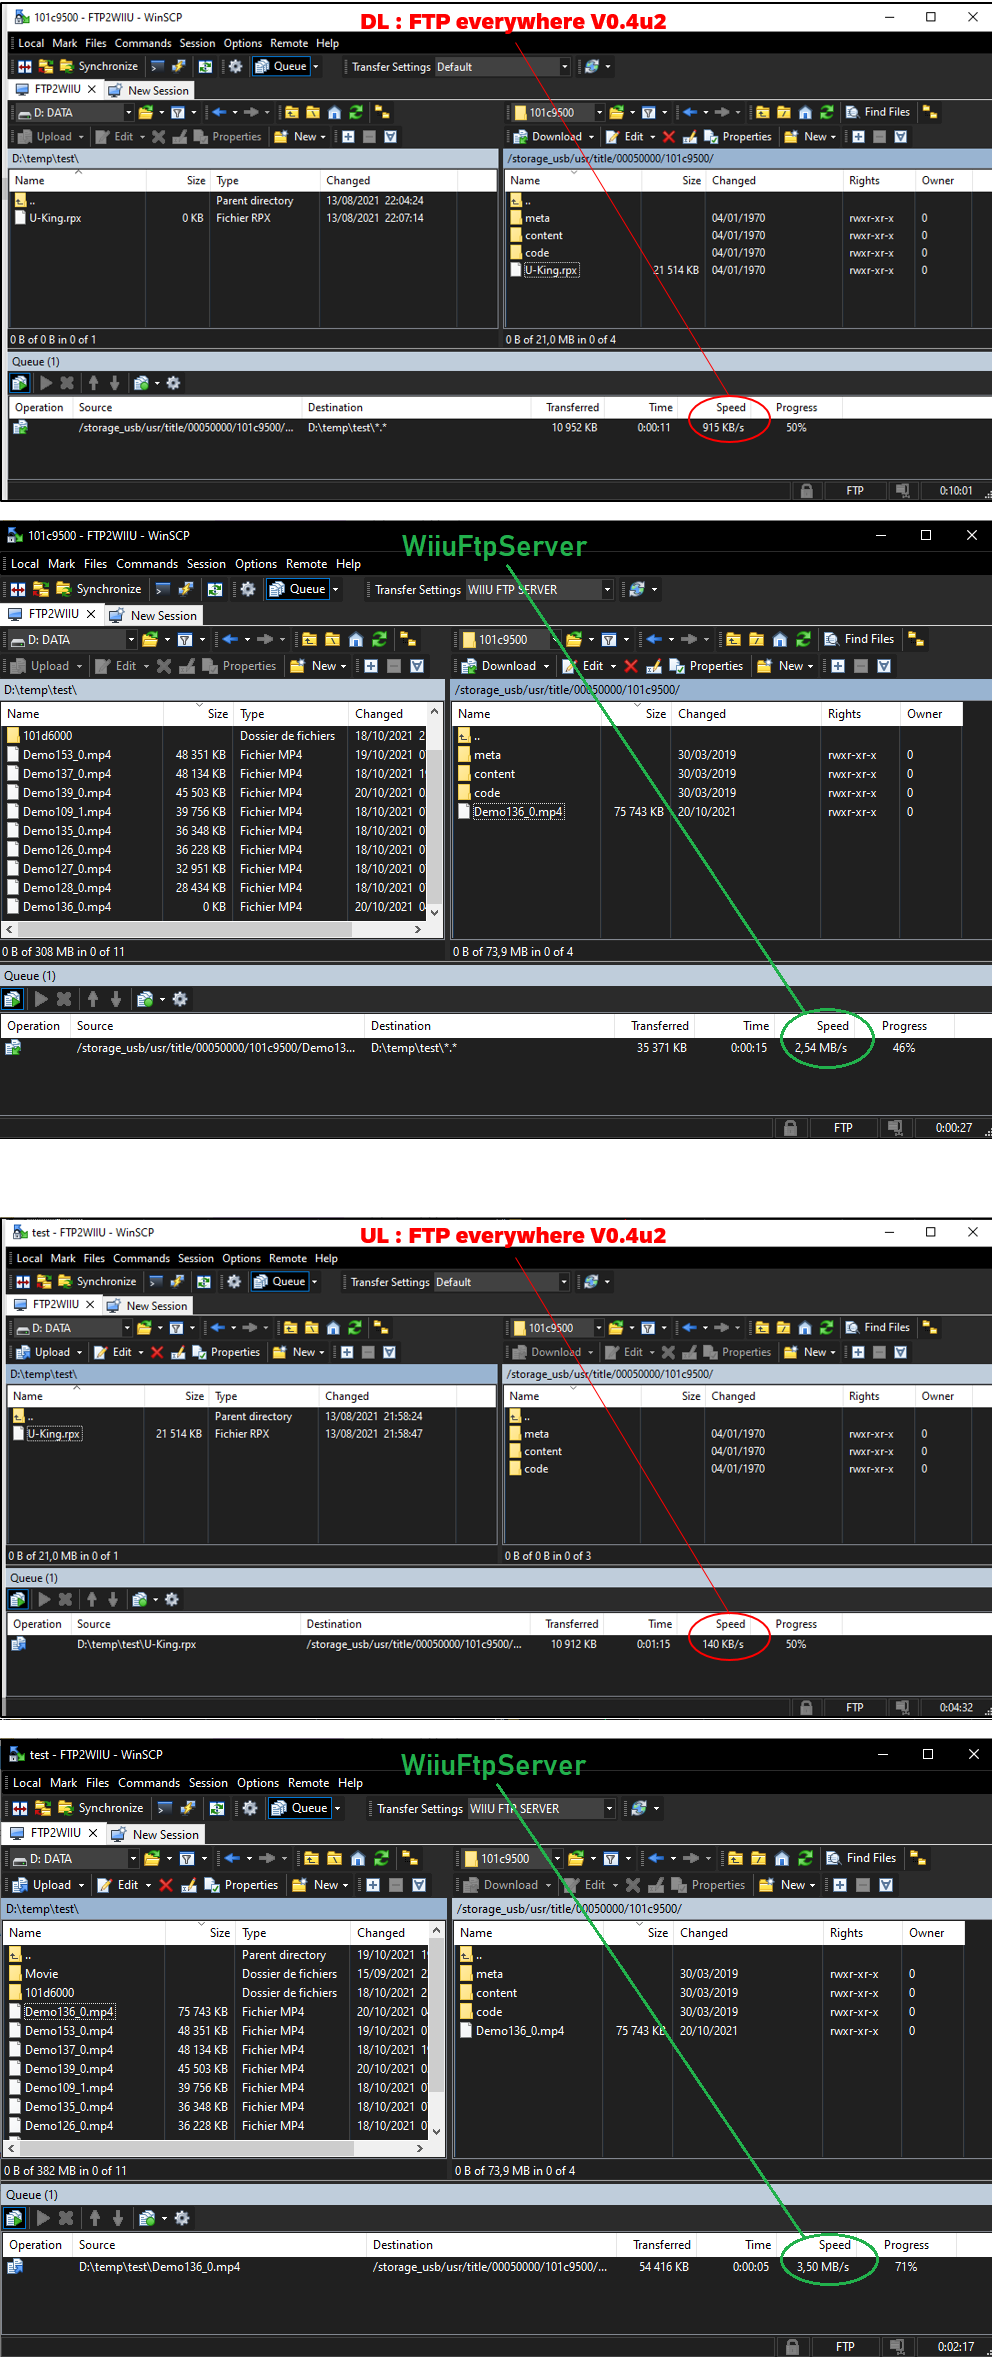 101c9500 - FTP2WIIU - WinSCP
DL : FTP everywhere V0.4u2
Local Mark Files Commands Session Options Remote Help
Synchronize Queue Transfer Settings Default
FTP2WIIU New Session
D: DATA 101c9500 Find Files
Upload Edit Properties New Download Edit Properties New
D:\temp\test\ /storage_usb/usr/title/00050000/101c9500/
Name Size Type Changed Name Size Changed Rights Owner
.. Parent directory 13/08/2021 22:04:24 ..
U-King.rpx 0 KB Fichier RPX 13/08/2021 22:07:14 meta 04/01/1970 rwxr-xr-x 0
content 04/01/1970 rwxr-xr-x 0
code 04/01/1970 rwxr-xr-x 0
U-King.rpx 21 514 KB 04/01/1970 rwxr-xr-x 0
0 B of 0 B in 0 of 1 0 B of 21,0 MB in 0 of 4
Queue (1)
Operation Source Destination Transferred Time Speed Progress
/storage_usb/usr/title/00050000/101c9500/... D:\temp\test\*.* 10 952 KB 0:00:11 915 KB/s 50%
FTP 0:10:01
101c9500 - FTP2WIIU - WinSCP
WiiuFtpServer
Local Mark Files Commands Session Options Remote Help
Synchronize Queue Transfer Settings WIIU FTP SERVER
FTP2WIIU New Session
D: DATA 101c9500 Find Files
Upload Edit Properties New Download Edit Properties New
D:\temp\test\ /storage_usb/usr/title/00050000/101c9500/
Name Size Type Changed Name Size Changed Rights Owner
101d6000 Dossier de fichiers 18/10/2021 2 ..
Demo153_0.mp4 48 351 KB Fichier MP4 19/10/2021 0 meta 30/03/2019 rwxr-xr-x 0
Demo137_0.mp4 48 134 KB Fichier MP4 18/10/2021 1 content 30/03/2019 rwxr-xr-x 0
Demo139_0.mp4 45 503 KB Fichier MP4 20/10/2021 0 code 30/03/2019 rwxr-xr-x 0
Demo109_1.mp4 39 756 KB Fichier MP4 18/10/2021 0 Demo136_0.mp4 75 743 KB 20/10/2021 rwxr-xr-x 0
Demo135_0.mp4 36 348 KB Fichier MP4 18/10/2021 0
Demo126_0.mp4 36 228 KB Fichier MP4 18/10/2021 0
Demo127_0.mp4 32 951 KB Fichier MP4 18/10/2021 0
Demo128_0.mp4 28 434 KB Fichier MP4 18/10/2021 0
Demo136_0.mp4 0 KB Fichier MP4 20/10/2021 0
0 B of 308 MB in 0 of 11 0 B of 73,9 MB in 0 of 4
Queue (1)
Operation Source Destination Transferred Time Speed Progress
/storage_usb/usr/title/00050000/101c9500/Demo13... D:\temp\test\*.* 35 371 KB 0:00:15 2,54 MB/s 46%
FTP 0:00:27
test - FTP2WIIU - WinSCP
UL : FTP everywhere V0.4u2
Local Mark Files Commands Session Options Remote Help
Synchronize Queue Transfer Settings Default
FTP2WIIU New Session
D: DATA 101c9500 Find Files
Upload Edit Properties New Download Edit Properties New
D:\temp\test\ /storage_usb/usr/title/00050000/101c9500/
Name Size Type Changed Name Size Changed Rights Owner
.. Parent directory 13/08/2021 21:58:24 ..
U-King.rpx 21 514 KB Fichier RPX 13/08/2021 21:58:47 meta 04/01/1970 rwxr-xr-x 0
content 04/01/1970 rwxr-xr-x 0
code 04/01/1970 rwxr-xr-x 0
0 B of 21,0 MB in 0 of 1 0 B of 0 B in 0 of 3
Queue (1)
Operation Source Destination Transferred Time Speed Progress
D:\temp\test\U-King.rpx /storage_usb/usr/title/00050000/101c9500/... 10 912 KB 0:01:15 140 KB/s 50%
FTP 0:04:32
test - FTP2WIIU - WinSCP
WiiuFtpServer
Local Mark Files Commands Session Options Remote Help
Synchronize Queue Transfer Settings WIIU FTP SERVER
FTP2WIIU New Session
D: DATA 101c9500 Find Files
Upload Edit Properties New Download Edit Properties New
D:\temp\test\ /storage_usb/usr/title/00050000/101c9500/
Name Size Type Changed Name Size Changed Rights Owner
.. Parent directory 19/10/2021 1 ..
Movie Dossier de fichiers 15/09/2021 2 meta 30/03/2019 rwxr-xr-x 0
101d6000 Dossier de fichiers 18/10/2021 2 content 30/03/2019 rwxr-xr-x 0
Demo136_0.mp4 75 743 KB Fichier MP4 20/10/2021 0 code 30/03/2019 rwxr-xr-x 0
Demo153_0.mp4 48 351 KB Fichier MP4 19/10/2021 0 Demo136_0.mp4 75 743 KB 20/10/2021 rwxr-xr-x 0
Demo137_0.mp4 48 134 KB Fichier MP4 18/10/2021 1
Demo139_0.mp4 45 503 KB Fichier MP4 20/10/2021 0
Demo109_1.mp4 39 756 KB Fichier MP4 18/10/2021 0
Demo135_0.mp4 36 348 KB Fichier MP4 18/10/2021 0
Demo126_0.mp4 36 228 KB Fichier MP4 18/10/2021 0
0 B of 382 MB in 0 of 11 0 B of 73,9 MB in 0 of 4
Queue (1)
Operation Source Destination Transferred Time Speed Progress
D:\temp\test\Demo136_0.mp4 /storage_usb/usr/title/00050000/101c9500/... 54 416 KB 0:00:05 3,50 MB/s 71%
FTP 0:02:17